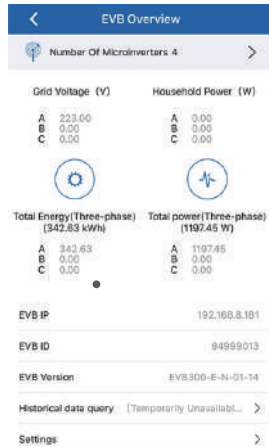 EVB Overview
Number Of Microinverters 4
Grid Voltage (V) Household Power (W)
A 223.00 A 0.00
B 0.00 B 0.00
C 0.00 C 0.00
Total Energy(Three-phase) Total power(Three-phase)
(342.63 kWh) (1197.45 W)
A 342.63 A 1197.45
B 0.00 B 0.00
C 0.00 C 0.00
EVB IP 192.168.8.181
EVB ID 94999013
EVB Version EVB300-E-N-01-14
Historical data query (Temporarily Unavailabl...
Settings